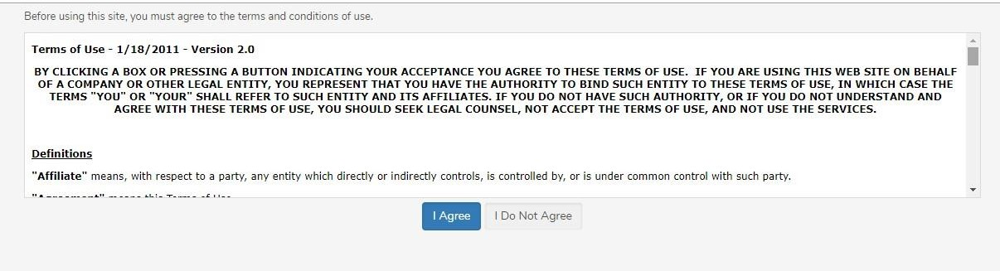 Before using this site, you must agree to the terms and conditions of use.
Terms of Use - 1/18/2011 - Version 2.0
BY CLICKING A BOX OR PRESSING A BUTTON INDICATING YOUR ACCEPTANCE YOU AGREE TO THESE TERMS OF USE.  IF YOU ARE USING THIS WEB SITE ON BEHALF
OF A COMPANY OR OTHER LEGAL ENTITY, YOU REPRESENT THAT YOU HAVE THE AUTHORITY TO BIND SUCH ENTITY TO THESE TERMS OF USE, IN WHICH CASE THE
TERMS "YOU" OR "YOUR" SHALL REFER TO SUCH ENTITY AND ITS AFFILIATES. IF YOU DO NOT HAVE SUCH AUTHORITY, OR IF YOU DO NOT UNDERSTAND AND
AGREE WITH THESE TERMS OF USE, YOU SHOULD SEEK LEGAL COUNSEL, NOT ACCEPT THE TERMS OF USE, AND NOT USE THE SERVICES.
Definitions
"Affiliate" means, with respect to a party, any entity which directly or indirectly controls, is controlled by, or is under common control with such party.
"Agreement" means this Terms of Use
I Agree
I Do Not Agree